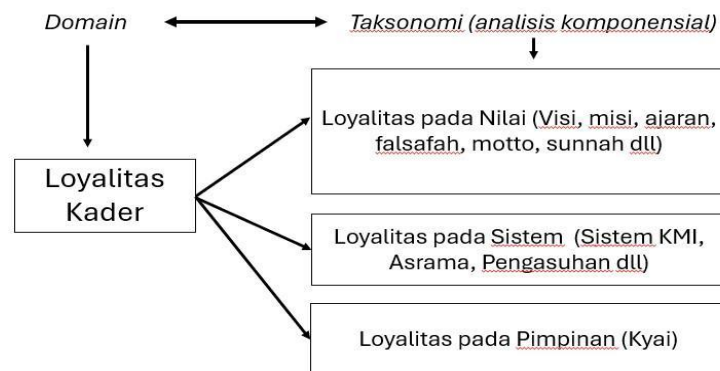 Domain
Taksonomi (analisis komponensial)
Loyalitas pada Nilai (Visi, misi, ajaran,
falsafah, motto, sunnah dll)
Loyalitas
Kader
Loyalitas pada Sistem (Sistem KMI,
Asrama, Pengasuhan dll)
Loyalitas pada Pimpinan (Kyai)